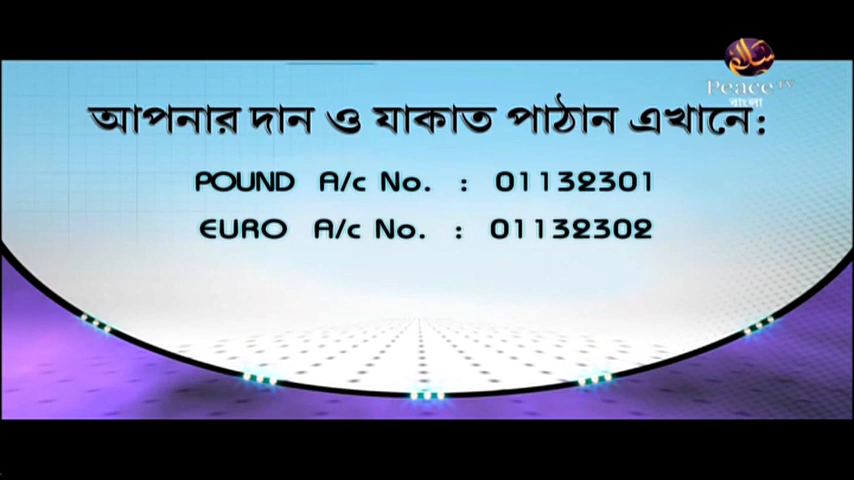 Peace TV
বাংলা
আপনার দান ও যাকাত পাঠান এখানে:
POUND A/c No. : 01132301
EURO A/c No. : 01132302